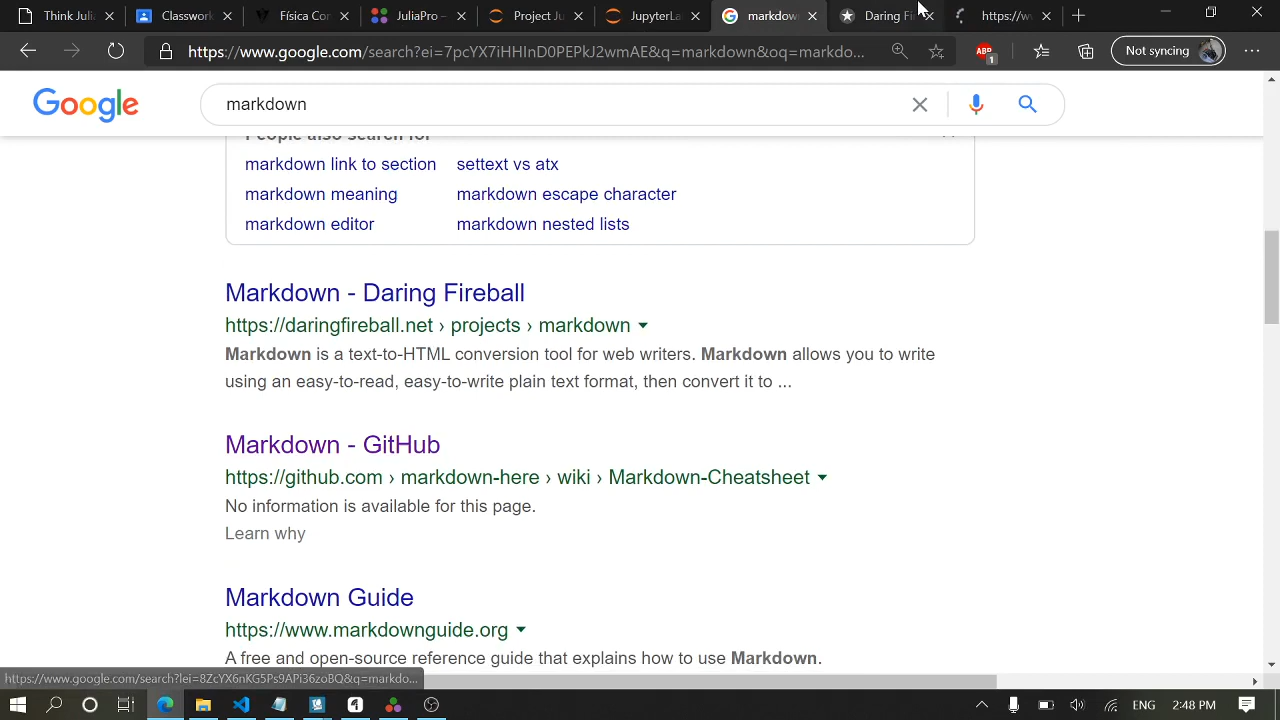 Think Juli
Classwork
Física Cor
JuliaPro –
Project Ju
JupyterLa
markdow
Daring Fi
https://w
https://www.google.com/search?ei=7pcYX7iHHInD0PEPkJ2wmAE&q=markdown&oq=markdo...
ABP
1
Not syncing
Google
markdown
People also search for
markdown link to section
settext vs atx
markdown meaning
markdown escape character
markdown editor
markdown nested lists
Markdown - Daring Fireball
https://daringfireball.net › projects › markdown
Markdown is a text-to-HTML conversion tool for web writers. Markdown allows you to write
using an easy-to-read, easy-to-write plain text format, then convert it to ...
Markdown - GitHub
https://github.com › markdown-here › wiki › Markdown-Cheatsheet
No information is available for this page.
Learn why
Markdown Guide
https://www.markdownguide.org
A free and open-source reference guide that explains how to use Markdown.
https://www.google.com/search?lei=8ZcYX6nKG5Ps9APi36zoBQ&q=markdo...
ENG
2:48 PM